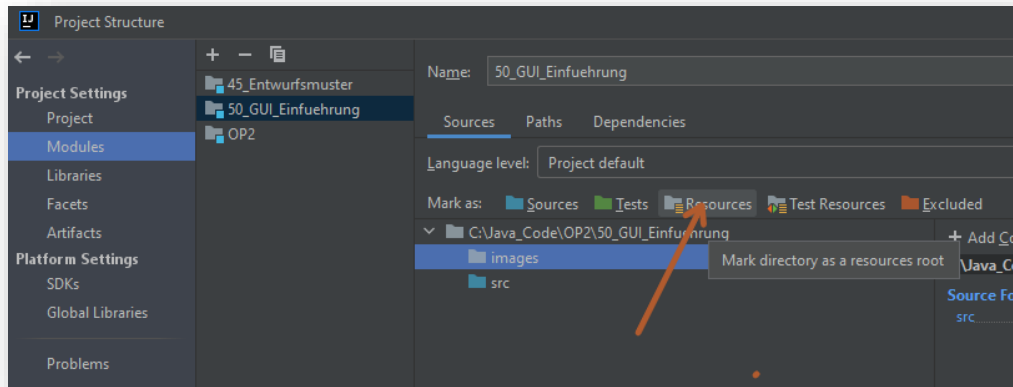 Project Structure
Project Settings
Project
Modules
Libraries
Facets
Artifacts
Platform Settings
SDKs
Global Libraries
Problems
45_Entwurfsmuster
50_GUI_Einfuehrung
OP2
Name: 50_GUI_Einfuehrung
Sources Paths Dependencies
Language level: Project default
Mark as: Sources Tests Resources Test Resources Excluded
C:\Java_Code\OP2\50_GUI_Einfuehrung
images
src
Mark directory as a resources root
+ Add Co
\Java_Co
Source Fo
src